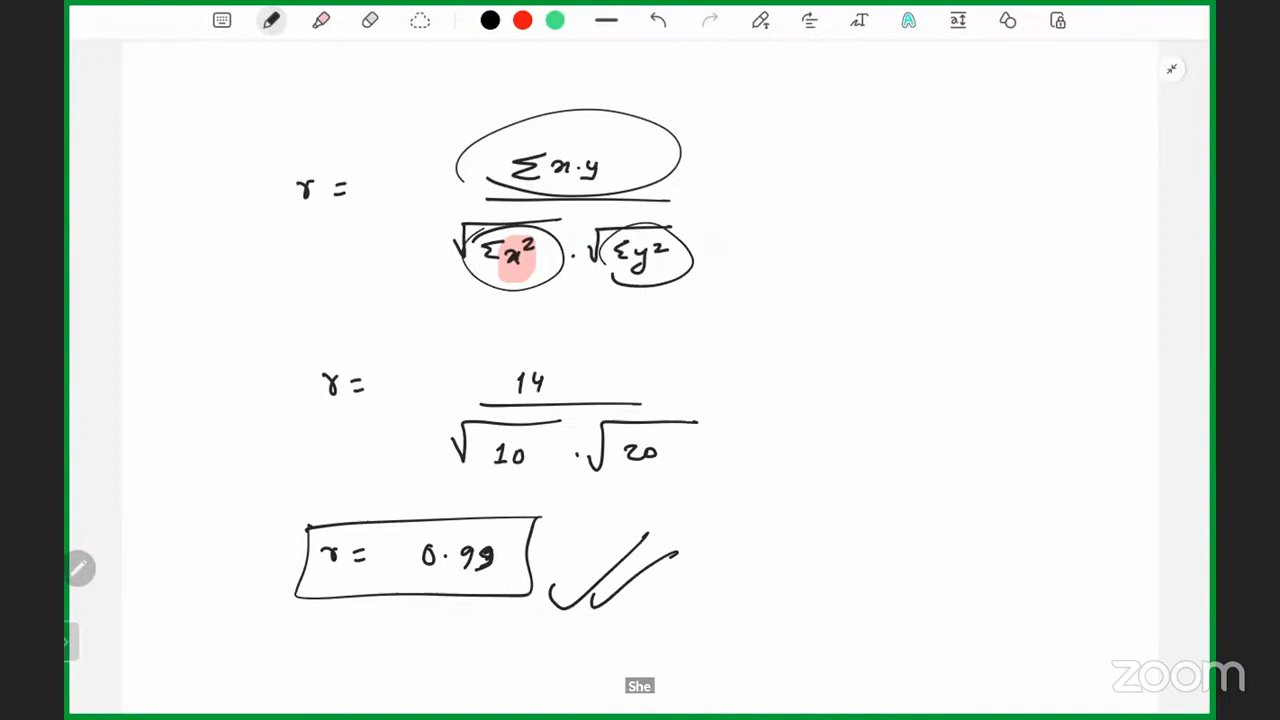 r = Σx·y / √Σx² · √Σy²
r = 14 / √10 · √20
r = 0.99
She
zoom